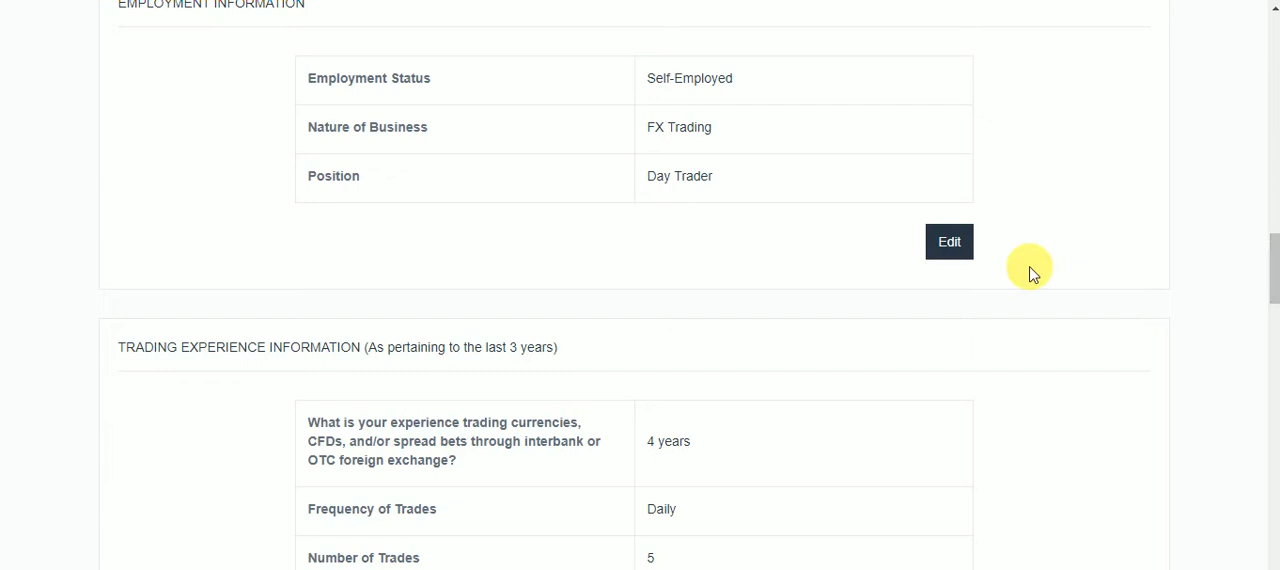 EMPLOYMENT INFORMATION
Employment Status Self-Employed
Nature of Business FX Trading
Position Day Trader
Edit
TRADING EXPERIENCE INFORMATION (As pertaining to the last 3 years)
What is your experience trading currencies,
CFDs, and/or spread bets through interbank or
OTC foreign exchange?
4 years
Frequency of Trades Daily
Number of Trades 5